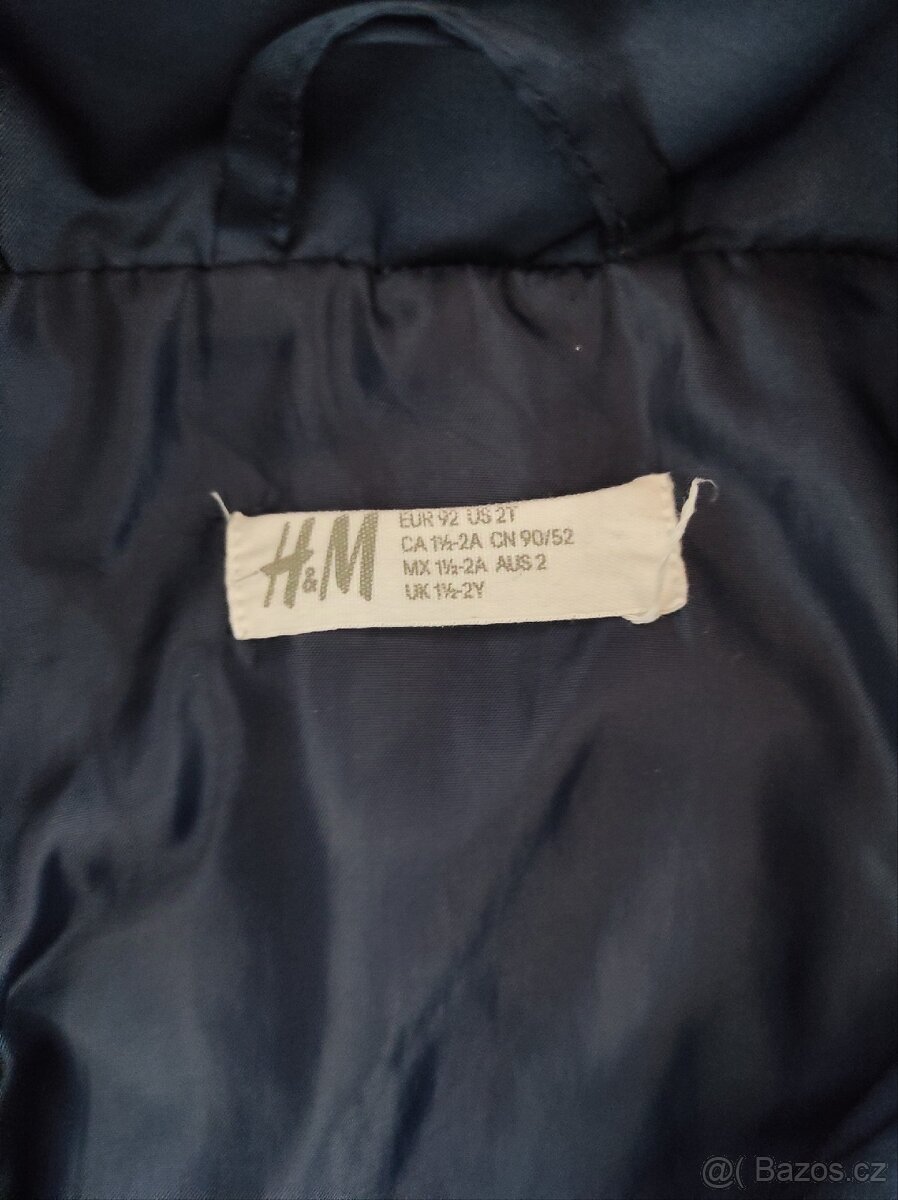 H&M
EUR 92 US 2T
CA 1½-2A CN 90/52
MX 1½-2A AUS 2
UK 1½-2Y
@( Bazos.cz